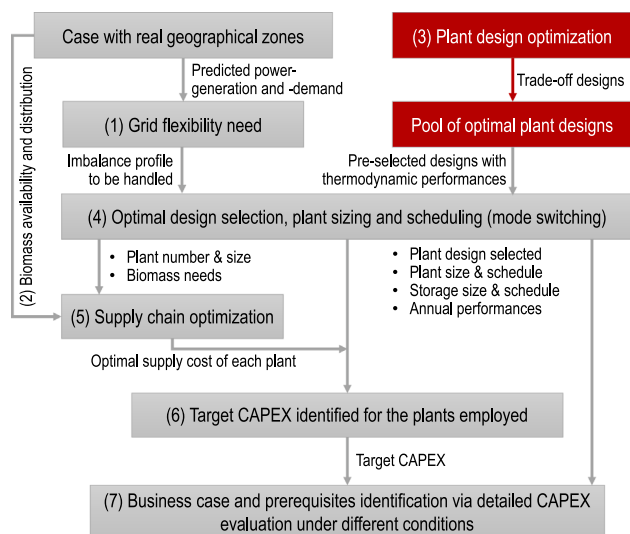 Case with real geographical zones
(3) Plant design optimization
Predicted power-
generation and -demand
Trade-off designs
(2) Biomass availability and distribution
(1) Grid flexibility need
Pool of optimal plant designs
Imbalance profile
to be handled
Pre-selected designs with
thermodynamic performances
(4) Optimal design selection, plant sizing and scheduling (mode switching)
• Plant number & size
• Biomass needs
• Plant design selected
• Plant size & schedule
• Storage size & schedule
• Annual performances
(5) Supply chain optimization
Optimal supply cost of each plant
(6) Target CAPEX identified for the plants employed
Target CAPEX
(7) Business case and prerequisites identification via detailed CAPEX
evaluation under different conditions